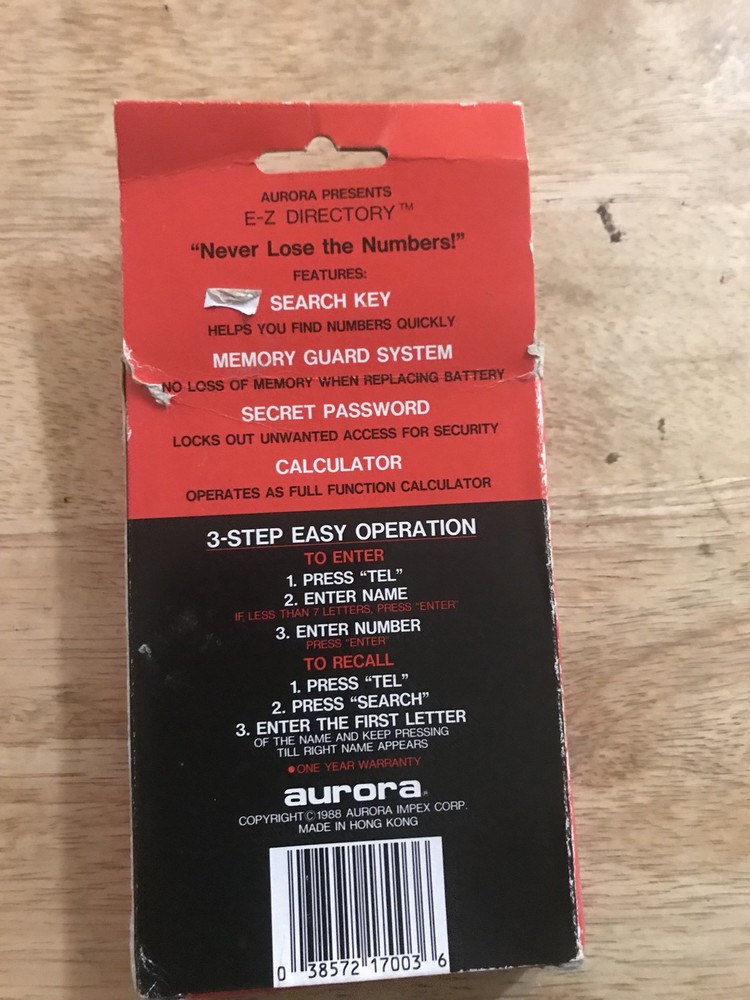 AURORA PRESENTS
E-Z DIRECTORY™
"Never Lose the Numbers!"
FEATURES:
SEARCH KEY
HELPS YOU FIND NUMBERS QUICKLY
MEMORY GUARD SYSTEM
NO LOSS OF MEMORY WHEN REPLACING BATTERY
SECRET PASSWORD
LOCKS OUT UNWANTED ACCESS FOR SECURITY
CALCULATOR
OPERATES AS FULL FUNCTION CALCULATOR
3-STEP EASY OPERATION
TO ENTER
1. PRESS "TEL"
2. ENTER NAME
IF LESS THAN 7 LETTERS, PRESS "ENTER"
3. ENTER NUMBER
PRESS "ENTER"
TO RECALL
1. PRESS "TEL"
2. PRESS "SEARCH"
3. ENTER THE FIRST LETTER
OF THE NAME AND KEEP PRESSING
TILL RIGHT NAME APPEARS
● ONE YEAR WARRANTY
aurora
COPYRIGHT © 1988 AURORA IMPEX CORP.
MADE IN HONG KONG
0 38572 17003 6